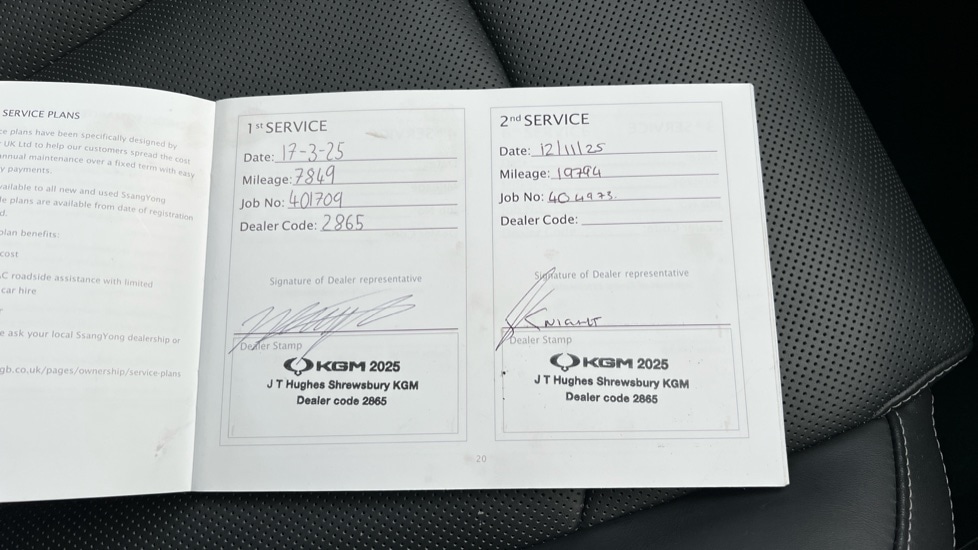 SERVICE PLANS
ce plans have been specifically designed by
UK Ltd to help our customers spread the cost
annual maintenance over a fixed term with easy
y payments.
vailable to all new and used SsangYong
le plans are available from date of registration
d.
plan benefits:
cost
C roadside assistance with limited
car hire
e ask your local SsangYong dealership or
gb.co.uk/pages/ownership/service-plans
1st SERVICE
Date: 17-3-25
Mileage: 7849
Job No: 401709
Dealer Code: 2865
Signature of Dealer representative
Dealer Stamp
KGM 2025
J T Hughes Shrewsbury KGM
Dealer code 2865
2nd SERVICE
Date: 12/11/25
Mileage: 19794
Job No: 404973.
Dealer Code:
Signature of Dealer representative
Knight
Dealer Stamp
KGM 2025
J T Hughes Shrewsbury KGM
Dealer code 2865
20